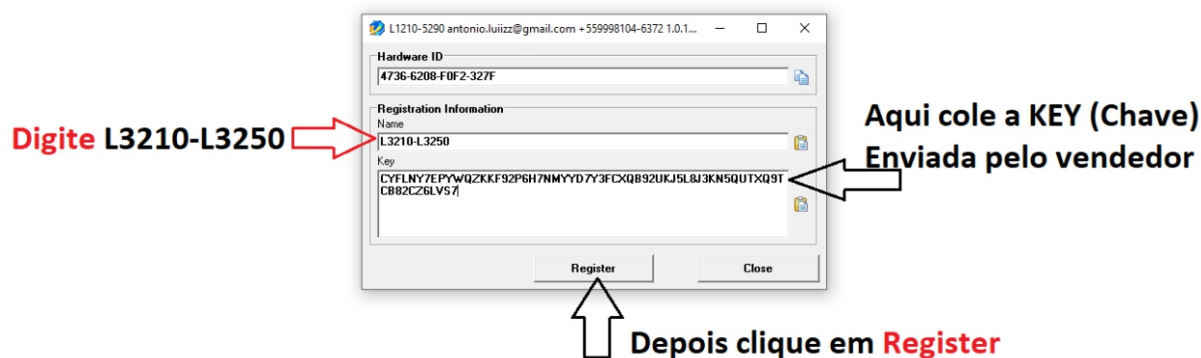 L1210-5290 antonio.luiizz@gmail.com +559998104-6372 1.0.1...
Hardware ID
4736-6208-F0F2-327F
Registration Information
Name
Digite L3210-L3250
L3210-L3250
Key
CYFLNY7EPYWQZKKF92P6H7NMYYD7Y3FCXQB92UKJ5L8J3KN5QUTXQ9T
CB82CZ6LVS7
Aqui cole a KEY (Chave)
Enviada pelo vendedor
Register
Close
Depois clique em Register